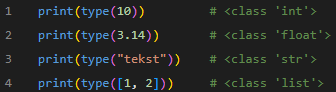 1 print(type(10)) # <class 'int'>
2 print(type(3.14)) # <class 'float'>
3 print(type("tekst")) # <class 'str'>
4 print(type([1, 2])) # <class 'list'>